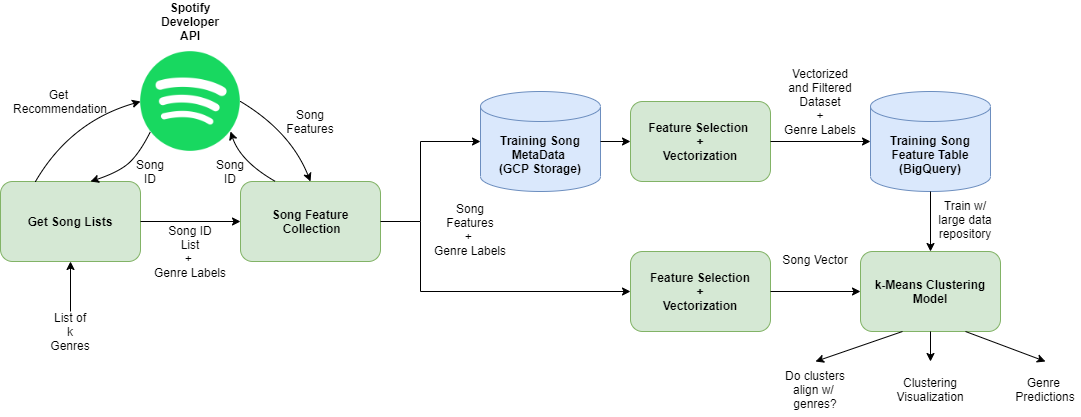 Spotify
Developer
API
Get
Recommendation
Song
Features
Song
ID
Song
ID
Get Song Lists
Song ID
List
+
Genre Labels
Song Feature
Collection
List of
k
Genres
Song
Features
+
Genre Labels
Training Song
MetaData
(GCP Storage)
Feature Selection
+
Vectorization
Vectorized
and Filtered
Dataset
+
Genre Labels
Training Song
Feature Table
(BigQuery)
Train w/
large data
repository
Feature Selection
+
Vectorization
Song Vector
k-Means Clustering
Model
Do clusters
align w/
genres?
Clustering
Visualization
Genre
Predictions